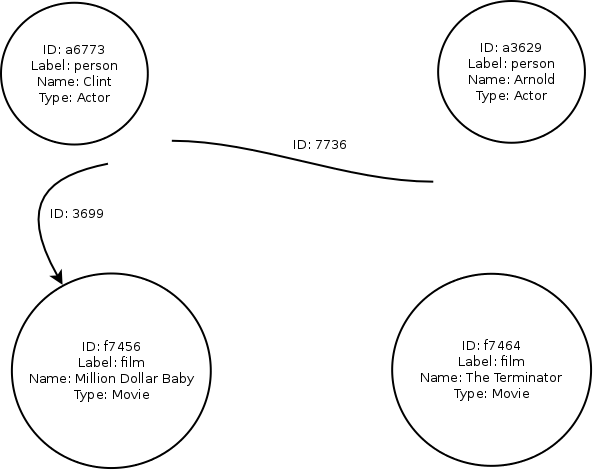 ID: a6773
Label: person
Name: Clint
Type: Actor
ID: a3629
Label: person
Name: Arnold
Type: Actor
ID: 7736
ID: 3699
ID: f7456
Label: film
Name: Million Dollar Baby
Type: Movie
ID: f7464
Label: film
Name: The Terminator
Type: Movie